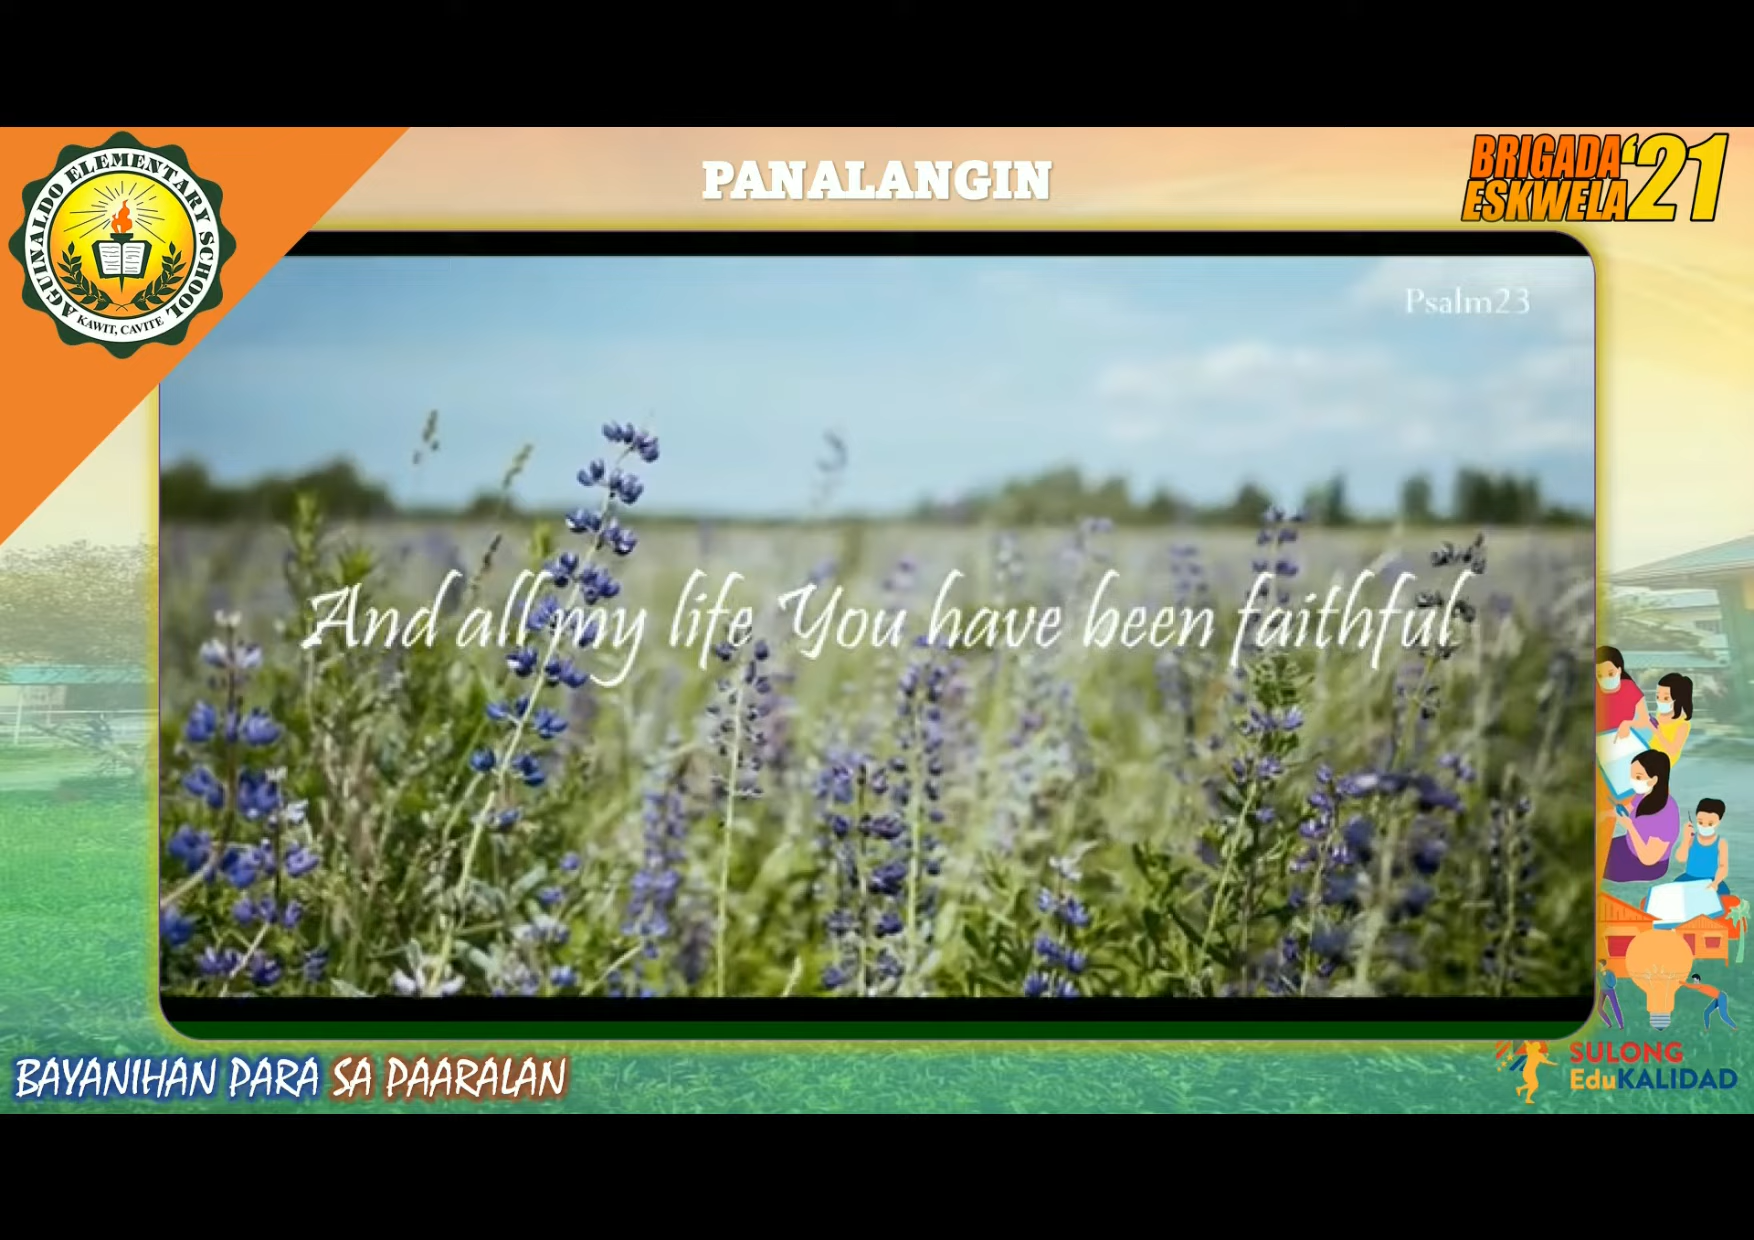 AGUINALDO ELEMENTARY SCHOOL
KAWIT, CAVITE
PANALANGIN
BRIGADA
ESKWELA
'21
Psalm23
And all my life You have been faithful
BAYANIHAN PARA SA PAARALAN
SULONG
EduKALIDAD